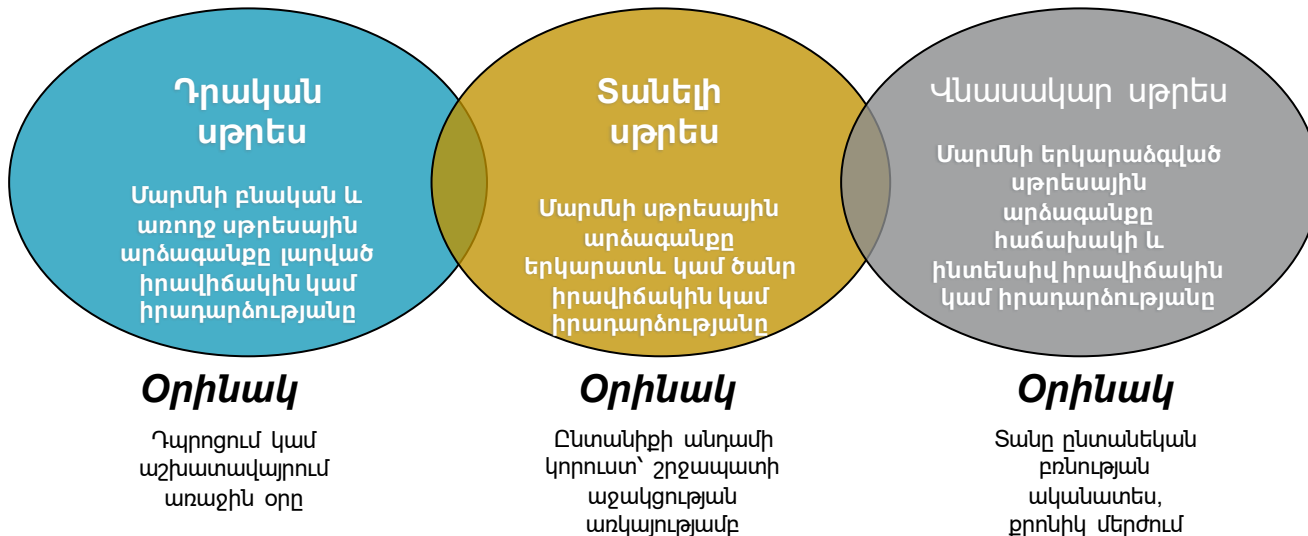 Դրական
սթրես
Մարմնի բնական և
առողջ սթրեսային
արձագանքը լարված
իրավիճակին կամ
իրադարձությանը
Օրինակ
Դպրոցում կամ
աշխատավայրում
առաջին օրը
Տանելի
սթրես
Մարմնի սթրեսային
արձագանքը
երկարատև կամ ծանր
իրավիճակին կամ
իրադարձությանը
Օրինակ
Ընտանիքի անդամի
կորուստ՝ շրջապատի
աջակցության
առկայությամբ
Վնասակար սթրես
Մարմնի երկարաձգված
սթրեսային
արձագանքը
հաճախակի և
ինտենսիվ իրավիճակին
կամ իրադարձությանը
Օրինակ
Տանը ընտանեկան
բռնության
ականատես,
քրոնիկ մերժում